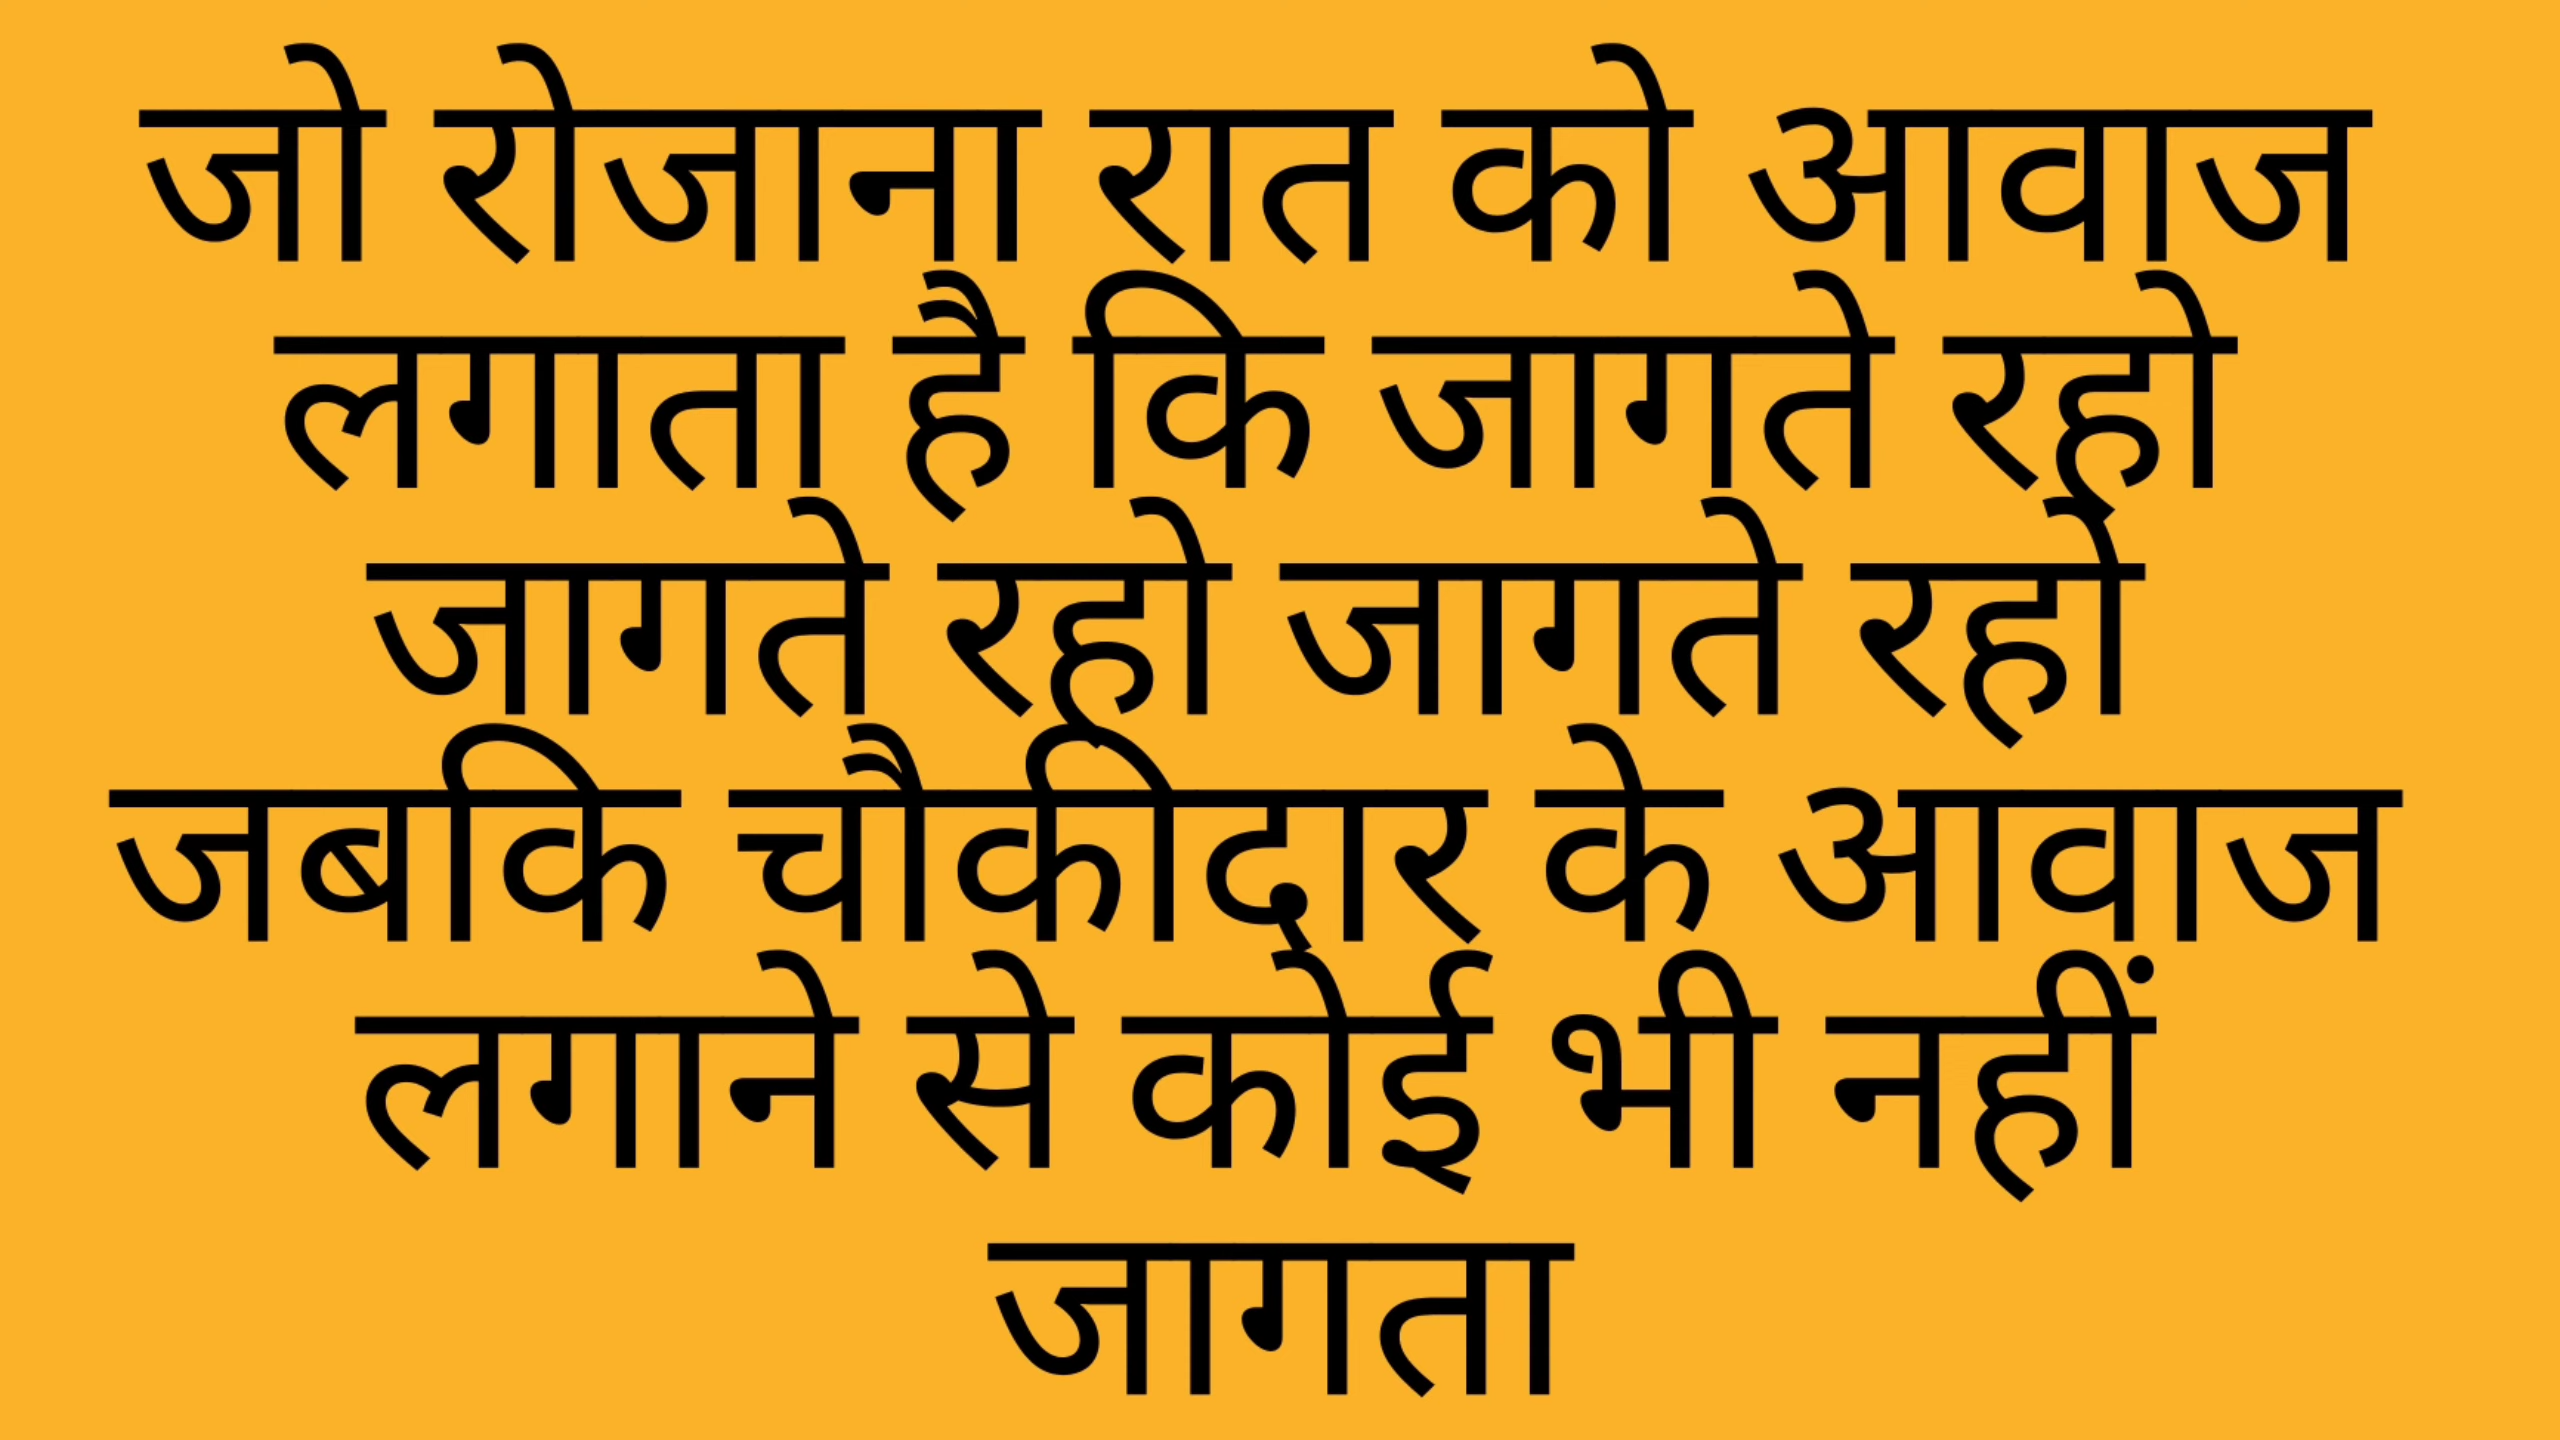 जो रोजाना रात को आवाज
लगाता है कि जागते रहो
जागते रहो जागते रहो
जबकि चौकीदार के आवाज
लगाने से कोई भी नहीं
जागता